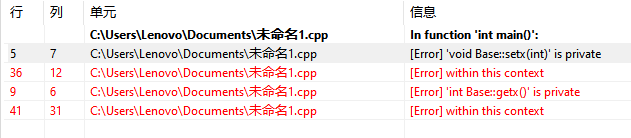 行 列 单元 信息
C:\Users\Lenovo\Documents\未命名1.cpp In function 'int main()':
5 7 C:\Users\Lenovo\Documents\未命名1.cpp [Error] 'void Base::setx(int)' is private
36 12 C:\Users\Lenovo\Documents\未命名1.cpp [Error] within this context
9 6 C:\Users\Lenovo\Documents\未命名1.cpp [Error] 'int Base::getx()' is private
41 31 C:\Users\Lenovo\Documents\未命名1.cpp [Error] within this context